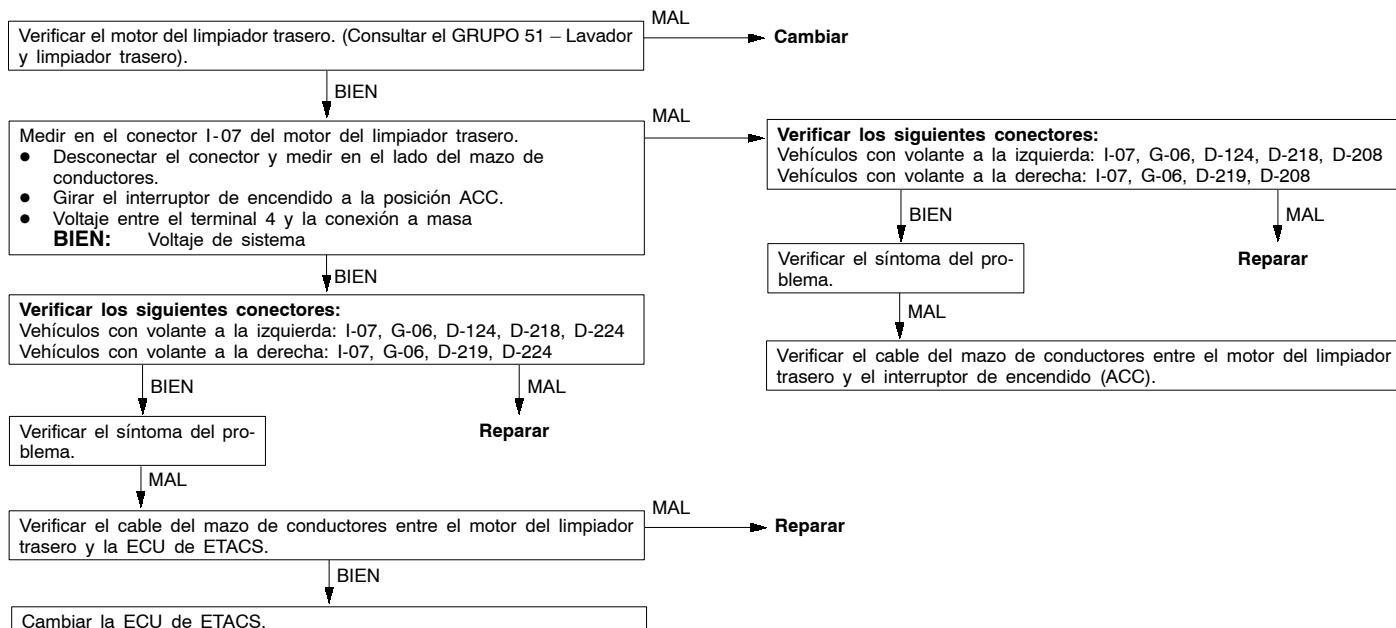 Verificar el motor del limpiador trasero. (Consultar el GRUPO 51 – Lavador
y limpiador trasero).
MAL
Cambiar
BIEN
Medir en el conector I-07 del motor del limpiador trasero.
● Desconectar el conector y medir en el lado del mazo de
conductores.
● Girar el interruptor de encendido a la posición ACC.
● Voltaje entre el terminal 4 y la conexión a masa
BIEN: Voltaje de sistema
MAL
Verificar los siguientes conectores:
Vehículos con volante a la izquierda: I-07, G-06, D-124, D-218, D-208
Vehículos con volante a la derecha: I-07, G-06, D-219, D-208
BIEN
MAL
Verificar el síntoma del pro-
blema.
Reparar
MAL
Verificar el cable del mazo de conductores entre el motor del limpiador
trasero y el interruptor de encendido (ACC).
BIEN
Verificar los siguientes conectores:
Vehículos con volante a la izquierda: I-07, G-06, D-124, D-218, D-224
Vehículos con volante a la derecha: I-07, G-06, D-219, D-224
BIEN
MAL
Verificar el síntoma del pro-
blema.
Reparar
MAL
Verificar el cable del mazo de conductores entre el motor del limpiador
trasero y la ECU de ETACS.
MAL
Reparar
BIEN
Cambiar la ECU de ETACS.